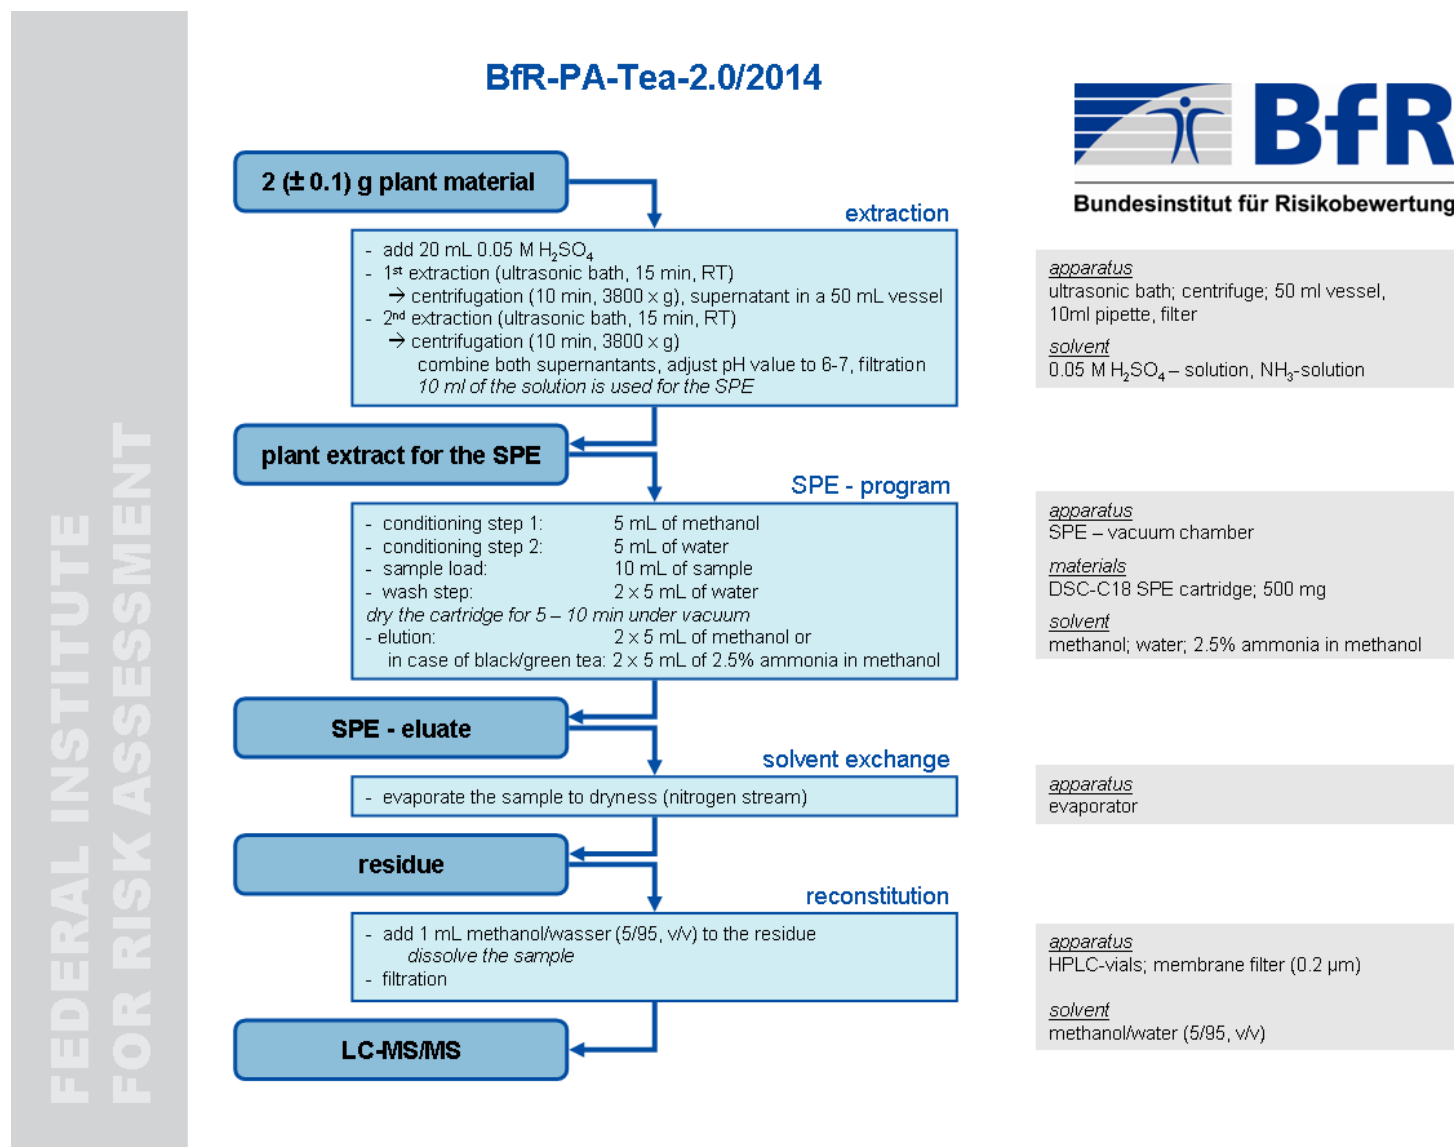 BfR-PA-Tea-2.0/2014
BfR
Bundesinstitut für Risikobewertung
FEDERAL INSTITUTE
FOR RISK ASSESSMENT
2 (± 0.1) g plant material
extraction
- add 20 mL 0.05 M H₂SO₄
- 1ˢᵗ extraction (ultrasonic bath, 15 min, RT)
→ centrifugation (10 min, 3800 x g), supernatant in a 50 mL vessel
- 2ⁿᵈ extraction (ultrasonic bath, 15 min, RT)
→ centrifugation (10 min, 3800 x g)
combine both supernantants, adjust pH value to 6-7, filtration
10 ml of the solution is used for the SPE
apparatus
ultrasonic bath; centrifuge; 50 ml vessel,
10ml pipette, filter
solvent
0.05 M H₂SO₄ – solution, NH₃-solution
plant extract for the SPE
SPE - program
- conditioning step 1: 5 mL of methanol
- conditioning step 2: 5 mL of water
- sample load: 10 mL of sample
- wash step: 2 x 5 mL of water
dry the cartridge for 5 – 10 min under vacuum
- elution: 2 x 5 mL of methanol or
in case of black/green tea: 2 x 5 mL of 2.5% ammonia in methanol
apparatus
SPE – vacuum chamber
materials
DSC-C18 SPE cartridge; 500 mg
solvent
methanol; water; 2.5% ammonia in methanol
SPE - eluate
solvent exchange
- evaporate the sample to dryness (nitrogen stream)
apparatus
evaporator
residue
reconstitution
- add 1 mL methanol/wasser (5/95, v/v) to the residue
dissolve the sample
- filtration
apparatus
HPLC-vials; membrane filter (0.2 µm)
solvent
methanol/water (5/95, v/v)
LC-MS/MS